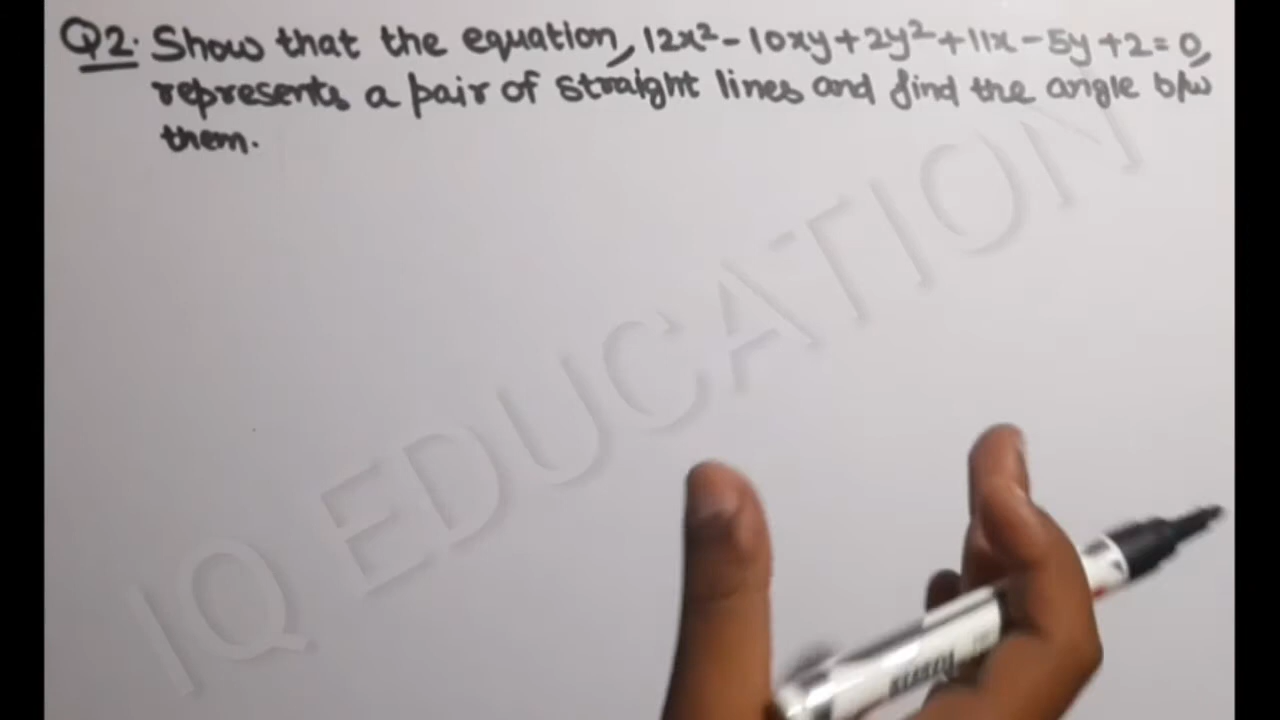 Q2. Show that the equation, 12x² - 10xy + 2y² + 11x - 5y + 2 = 0,
represents a pair of straight lines and find the angle b/w
them.
IQ EDUCATION